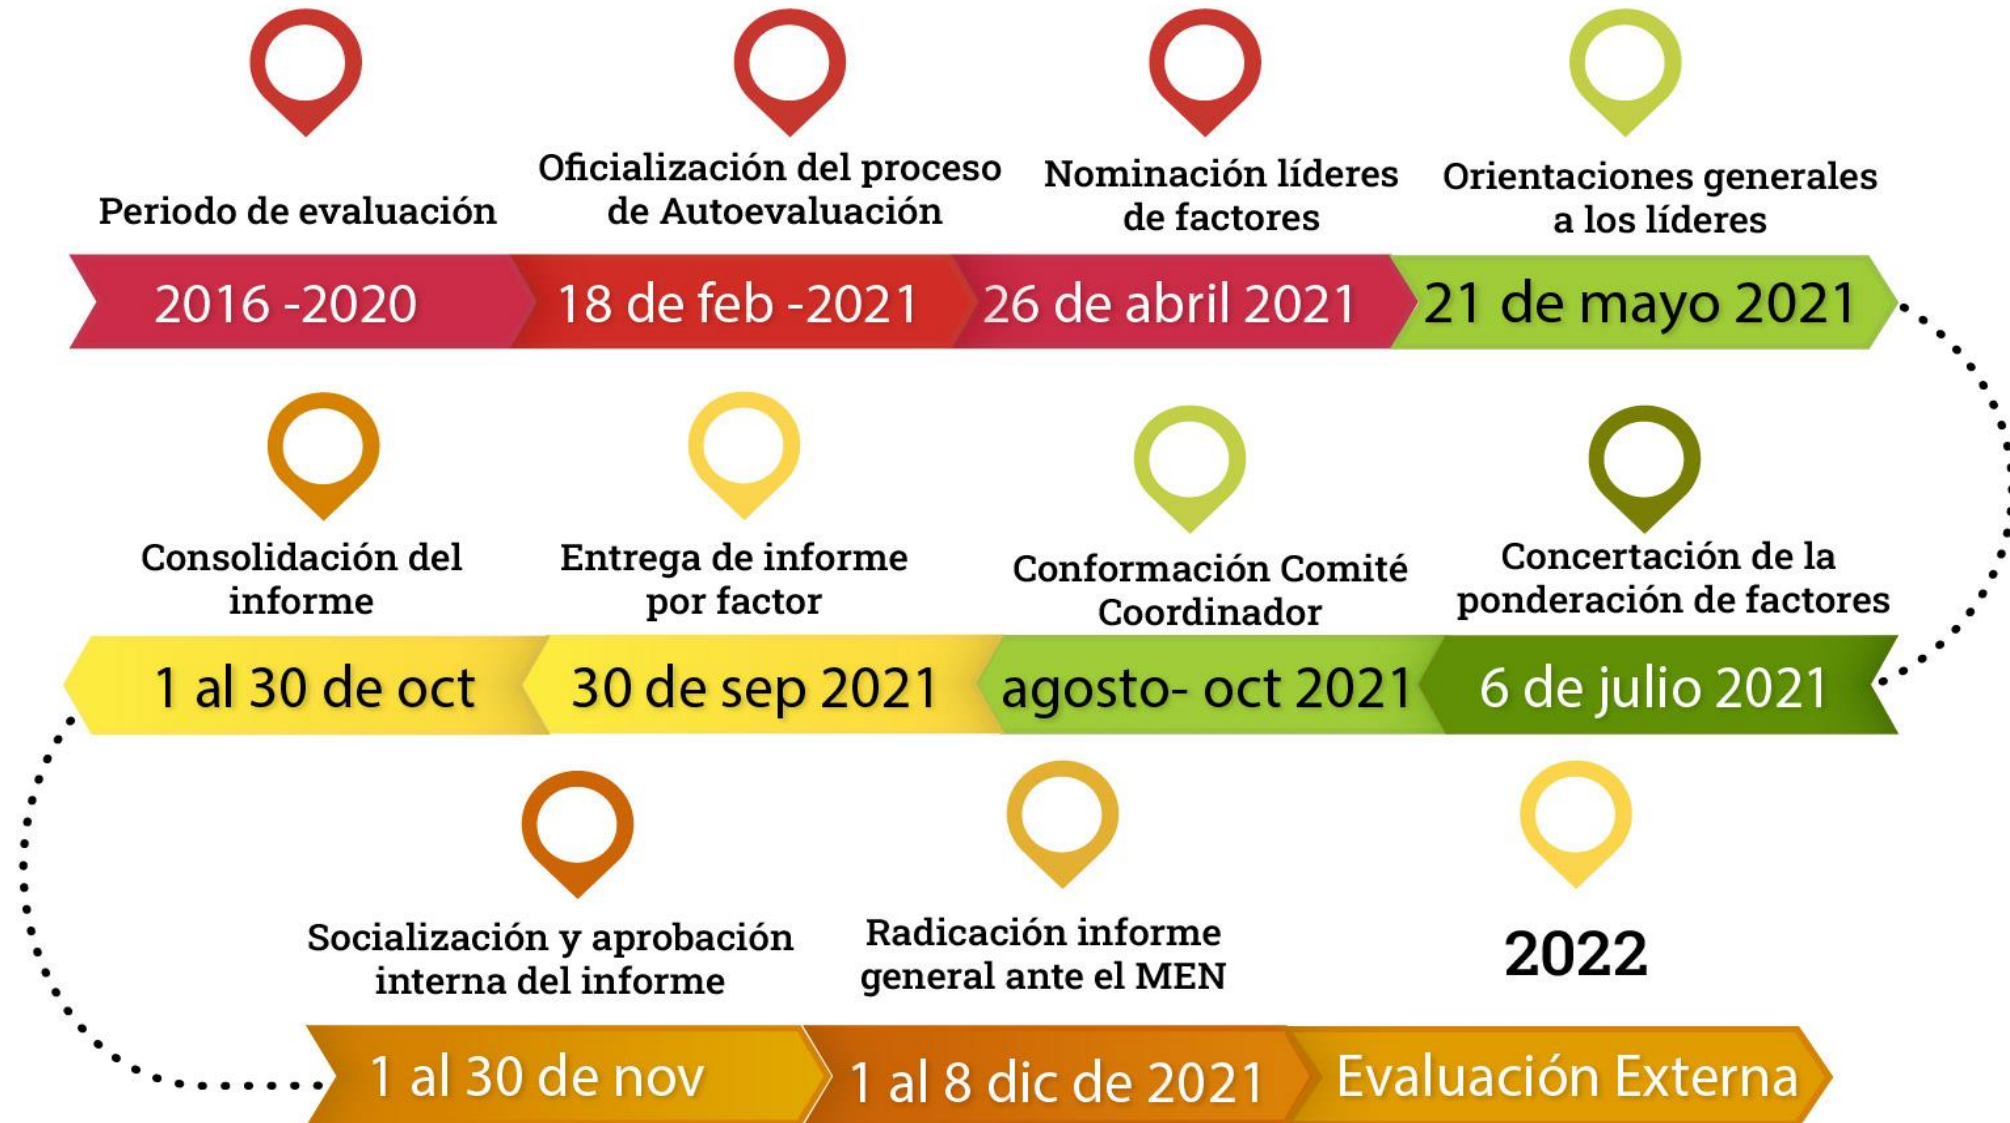 Periodo de evaluación
Oficialización del proceso
de Autoevaluación
Nominación líderes
de factores
Orientaciones generales
a los líderes
2016 -2020
18 de feb -2021
26 de abril 2021
21 de mayo 2021
Consolidación del
informe
Entrega de informe
por factor
Conformación Comité
Coordinador
Concertación de la
ponderación de factores
1 al 30 de oct
30 de sep 2021
agosto- oct 2021
6 de julio 2021
Socialización y aprobación
interna del informe
Radicación informe
general ante el MEN
2022
1 al 30 de nov
1 al 8 dic de 2021
Evaluación Externa